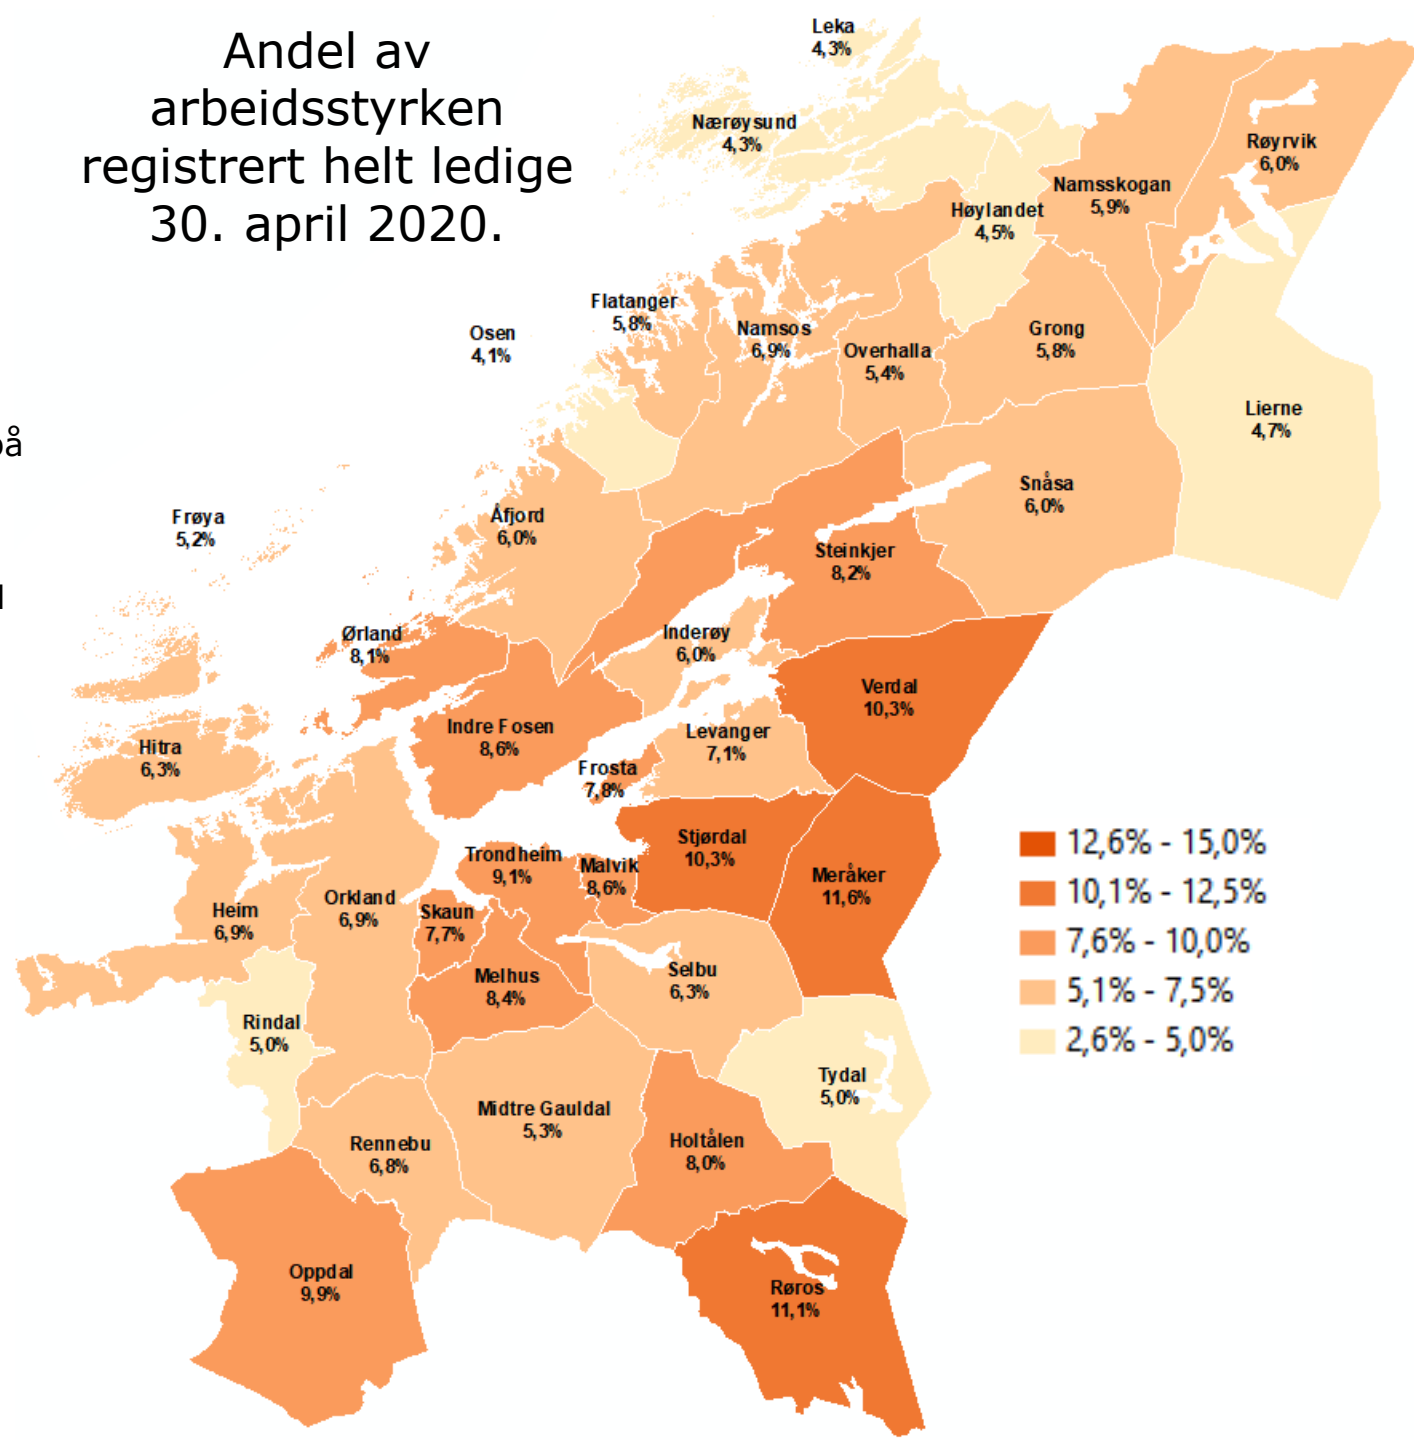 Andel av
arbeidsstyrken
registrert helt ledige
30. april 2020.
Leka
4,3%
Nærøysund
4,3%
Røyrvik
6,0%
Namsskogan
5,9%
Høylandet
4,5%
Flatanger
5,8%
Osen
4,1%
Namsos
6,9%
Overhalla
5,4%
Grong
5,8%
Lierne
4,7%
på
Snåsa
6,0%
Frøya
5,2%
Åfjord
6,0%
Steinkjer
8,2%
Ørland
8,1%
Inderøy
6,0%
Verdal
10,3%
Indre Fosen
8,6%
Levanger
7,1%
Hitra
6,3%
Frosta
7,8%
Stjørdal
10,3%
Trondheim
9,1%
Malvik
8,6%
Meråker
11,6%
Orkland
6,9%
Heim
6,9%
Skaun
7,7%
Melhus
8,4%
Selbu
6,3%
Rindal
5,0%
Tydal
5,0%
Midtre Gauldal
5,3%
Rennebu
6,8%
Holtålen
8,0%
Oppdal
9,9%
Røros
11,1%
12,6% - 15,0%
10,1% - 12,5%
7,6% - 10,0%
5,1% - 7,5%
2,6% - 5,0%